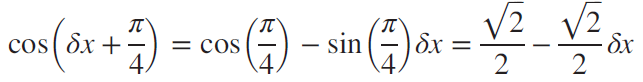 cos(δx + π/4) = cos(π/4) − sin(π/4)δx = √2/2 − √2/2 δx